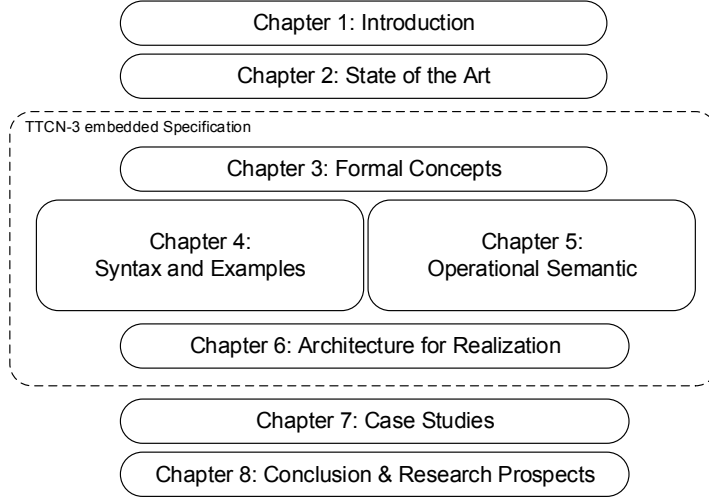 Chapter 1: Introduction
Chapter 2: State of the Art
TTCN-3 embedded Specification
Chapter 3: Formal Concepts
Chapter 4:
Syntax and Examples
Chapter 5:
Operational Semantic
Chapter 6: Architecture for Realization
Chapter 7: Case Studies
Chapter 8: Conclusion & Research Prospects